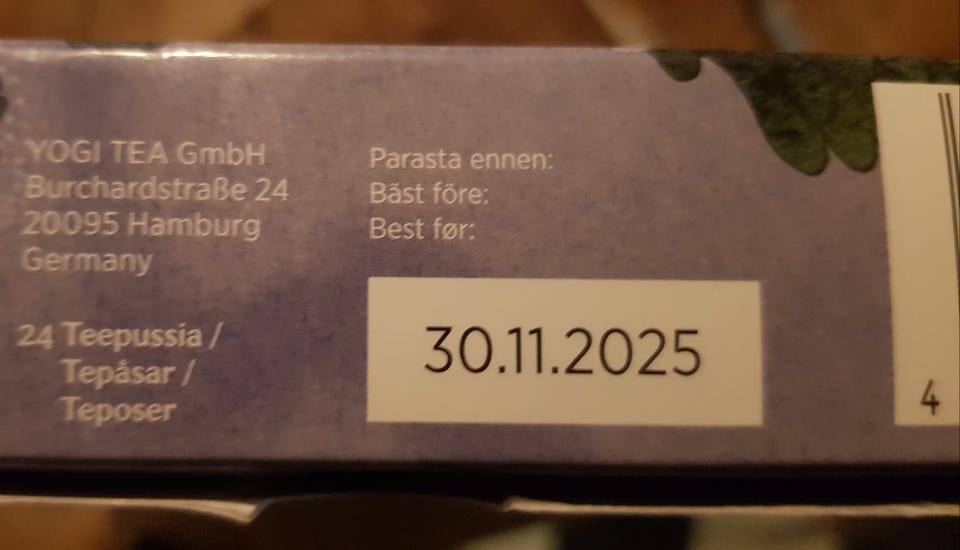 YOGI TEA GmbH
Burchardstraße 24
20095 Hamburg
Germany
24 Teepussia /
Tepåsar /
Teposer
Parasta ennen:
Bäst före:
Best før:
30.11.2025
4